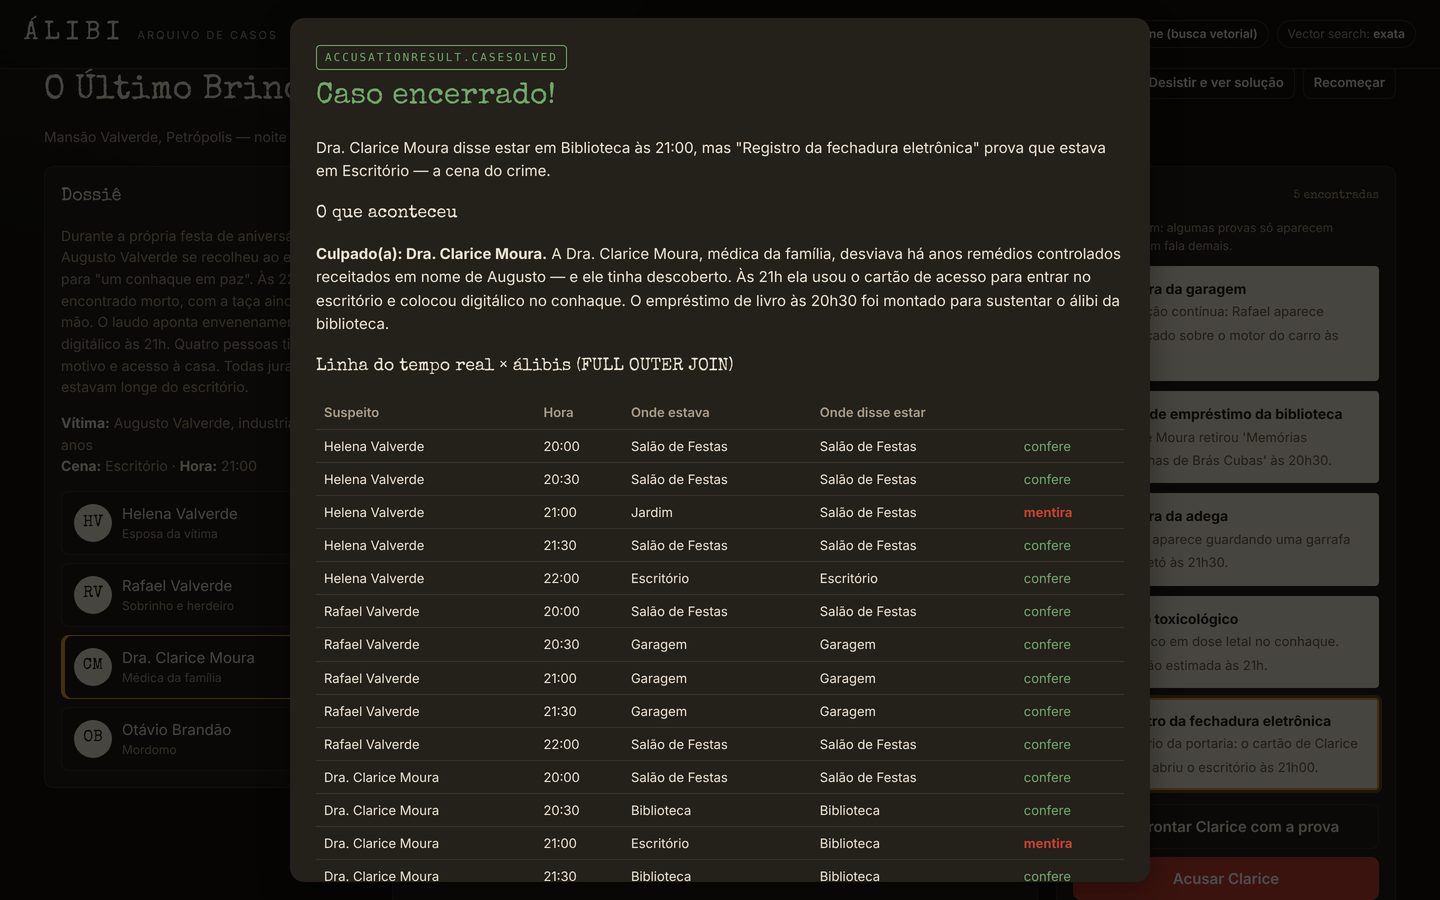 ÁLIBI ARQUIVO DE CASOS
ne (busca vetorial)
Vector search: exata
O Último Brin
Desistir e ver solução
Recomeçar
Mansão Valverde, Petrópolis — noite
Dossiê
Durante a própria festa de anivers
Augusto Valverde se recolheu ao e
para "um conhaque em paz". Às 2
encontrado morto, com a taça aind
mão. O laudo aponta envenenamen
digitálico às 21h. Quatro pessoas ti
motivo e acesso à casa. Todas jura
estavam longe do escritório.
Vítima: Augusto Valverde, industri
anos
Cena: Escritório · Hora: 21:00
HV Helena Valverde
Esposa da vítima
RV Rafael Valverde
Sobrinho e herdeiro
CM Dra. Clarice Moura
Médica da família
OB Otávio Brandão
Mordomo
ACCUSATIONRESULT.CASESOLVED
Caso encerrado!
Dra. Clarice Moura disse estar em Biblioteca às 21:00, mas "Registro da fechadura eletrônica" prova que estava
em Escritório — a cena do crime.
O que aconteceu
Culpado(a): Dra. Clarice Moura. A Dra. Clarice Moura, médica da família, desviava há anos remédios controlados
receitados em nome de Augusto — e ele tinha descoberto. Às 21h ela usou o cartão de acesso para entrar no
escritório e colocou digitálico no conhaque. O empréstimo de livro às 20h30 foi montado para sustentar o álibi da
biblioteca.
Linha do tempo real × álibis (FULL OUTER JOIN)
Suspeito Hora Onde estava Onde disse estar
Helena Valverde 20:00 Salão de Festas Salão de Festas confere
Helena Valverde 20:30 Salão de Festas Salão de Festas confere
Helena Valverde 21:00 Jardim Salão de Festas mentira
Helena Valverde 21:30 Salão de Festas Salão de Festas confere
Helena Valverde 22:00 Escritório Escritório confere
Rafael Valverde 20:00 Salão de Festas Salão de Festas confere
Rafael Valverde 20:30 Garagem Garagem confere
Rafael Valverde 21:00 Garagem Garagem confere
Rafael Valverde 21:30 Garagem Garagem confere
Rafael Valverde 22:00 Salão de Festas Salão de Festas confere
Dra. Clarice Moura 20:00 Salão de Festas Salão de Festas confere
Dra. Clarice Moura 20:30 Biblioteca Biblioteca confere
Dra. Clarice Moura 21:00 Escritório Biblioteca mentira
Dra. Clarice Moura 21:30 Biblioteca Biblioteca confere
5 encontradas
m: algumas provas só aparecem
m fala demais.
ra da garagem
ção contínua: Rafael aparece
çado sobre o motor do carro às
de empréstimo da biblioteca
Moura retirou 'Memórias
mas de Brás Cubas' às 20h30.
ra da adega
aparece guardando uma garrafa
etó às 21h30.
toxicológico
co em dose letal no conhaque.
ão estimada às 21h.
tro da fechadura eletrônica
rio da portaria: o cartão de Clarice
abriu o escritório às 21h00.
rontar Clarice com a prova
Acusar Clarice